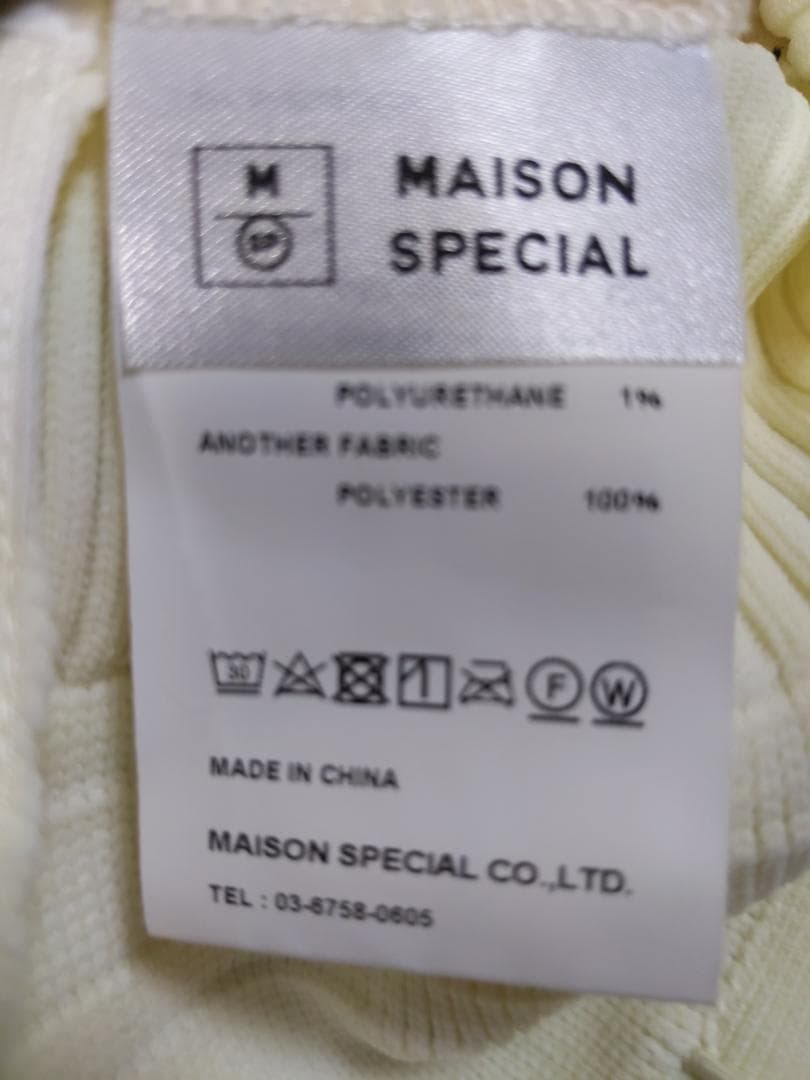 M
SP
MAISON
SPECIAL
POLYURETHANE 1%
ANOTHER FABRIC
POLYESTER 100%
30
F W
MADE IN CHINA
MAISON SPECIAL CO.,LTD.
TEL : 03-6758-0605